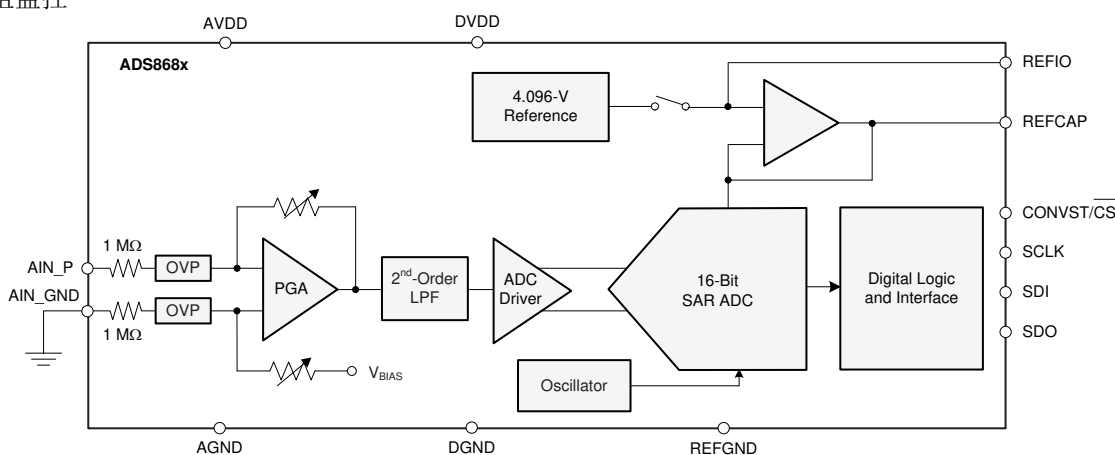 AVDD
DVDD
ADS868x
REFIO
4.096-V
Reference
REFCAP
CONVST/CS
1 MΩ
AIN_P
OVP
PGA
2nd-Order
LPF
ADC
Driver
16-Bit
SAR ADC
Digital Logic
and Interface
SCLK
AIN_GND
OVP
1 MΩ
SDI
SDO
VBIAS
Oscillator
AGND
DGND
REFGND